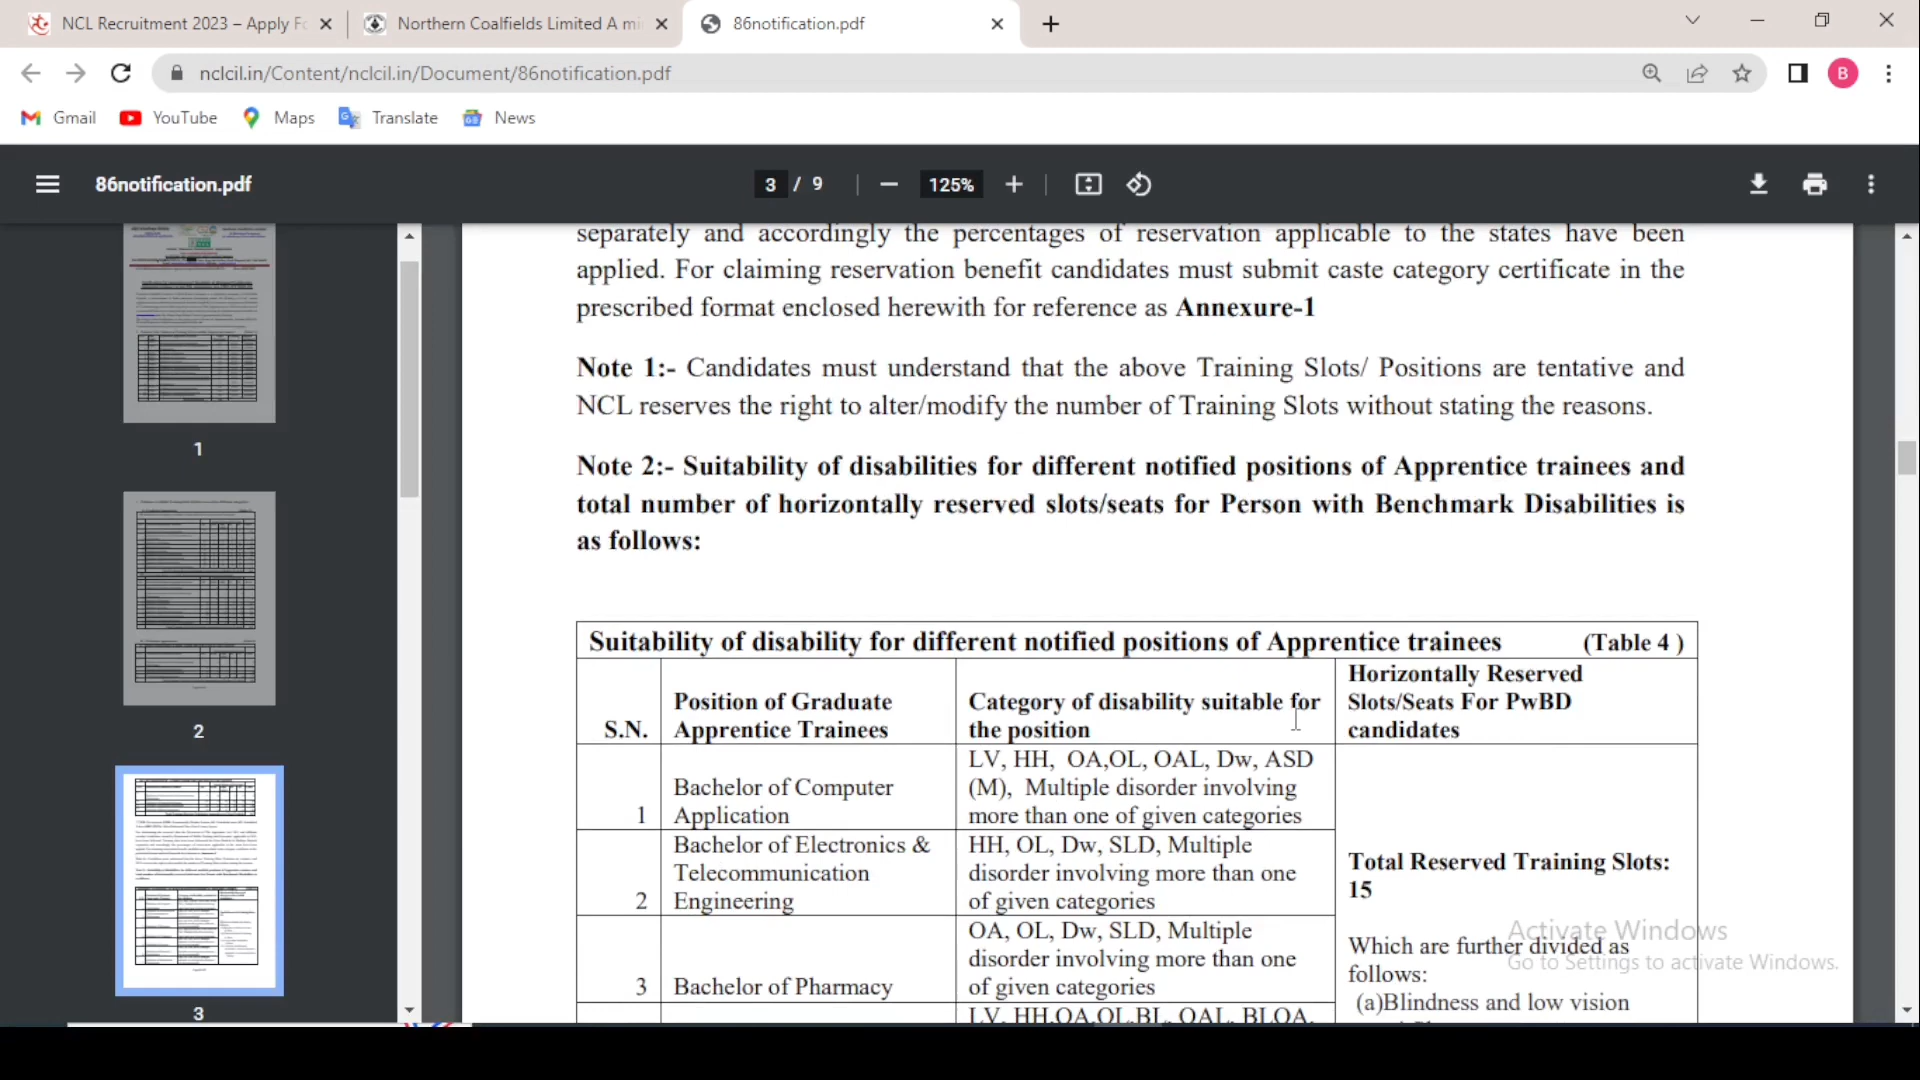 NCL Recruitment 2023 – Apply Fo
Northern Coalfields Limited A mi
86notification.pdf
nclcil.in/Content/nclcil.in/Document/86notification.pdf
B
Gmail
YouTube
Maps
Translate
News
86notification.pdf
3 / 9
125%
1
2
3
separately and accordingly the percentages of reservation applicable to the states have been
applied. For claiming reservation benefit candidates must submit caste category certificate in the
prescribed format enclosed herewith for reference as Annexure-1
Note 1:- Candidates must understand that the above Training Slots/ Positions are tentative and
NCL reserves the right to alter/modify the number of Training Slots without stating the reasons.
Note 2:- Suitability of disabilities for different notified positions of Apprentice trainees and
total number of horizontally reserved slots/seats for Person with Benchmark Disabilities is
as follows:
Suitability of disability for different notified positions of Apprentice trainees (Table 4 )
S.N.
Position of Graduate
Apprentice Trainees
Category of disability suitable for
the position
Horizontally Reserved
Slots/Seats For PwBD
candidates
1
Bachelor of Computer
Application
LV, HH, OA,OL, OAL, Dw, ASD
(M), Multiple disorder involving
more than one of given categories
2
Bachelor of Electronics &
Telecommunication
Engineering
HH, OL, Dw, SLD, Multiple
disorder involving more than one
of given categories
3
Bachelor of Pharmacy
OA, OL, Dw, SLD, Multiple
disorder involving more than one
of given categories
LV, HH,OA,OL,BL, OAL, BLOA,
Total Reserved Training Slots:
15
Which are further divided as
follows:
(a)Blindness and low vision
Activate Windows
Go to Settings to activate Windows.